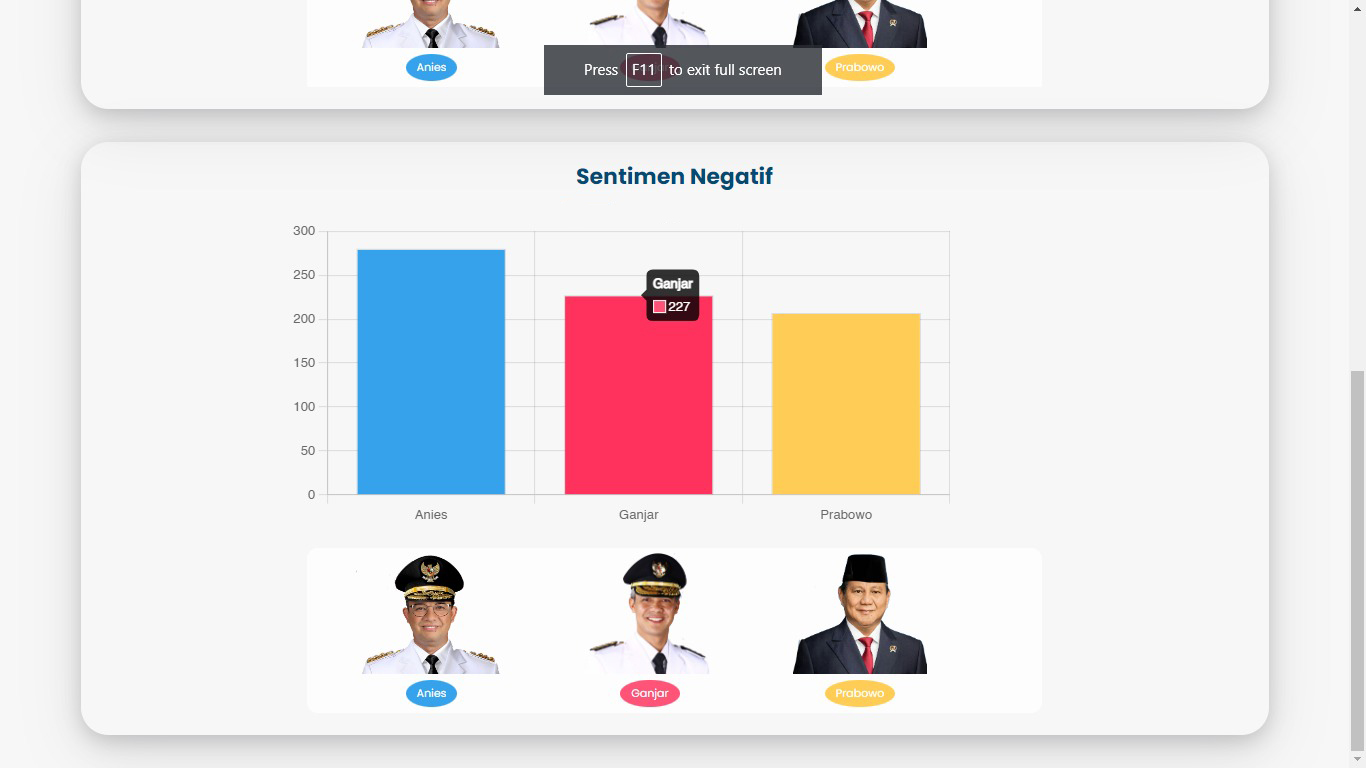 Anies
Prabowo
Press F11 to exit full screen
Sentimen Negatif
300
250
200
150
100
50
0
Ganjar
227
Anies Ganjar Prabowo
Anies Ganjar Prabowo